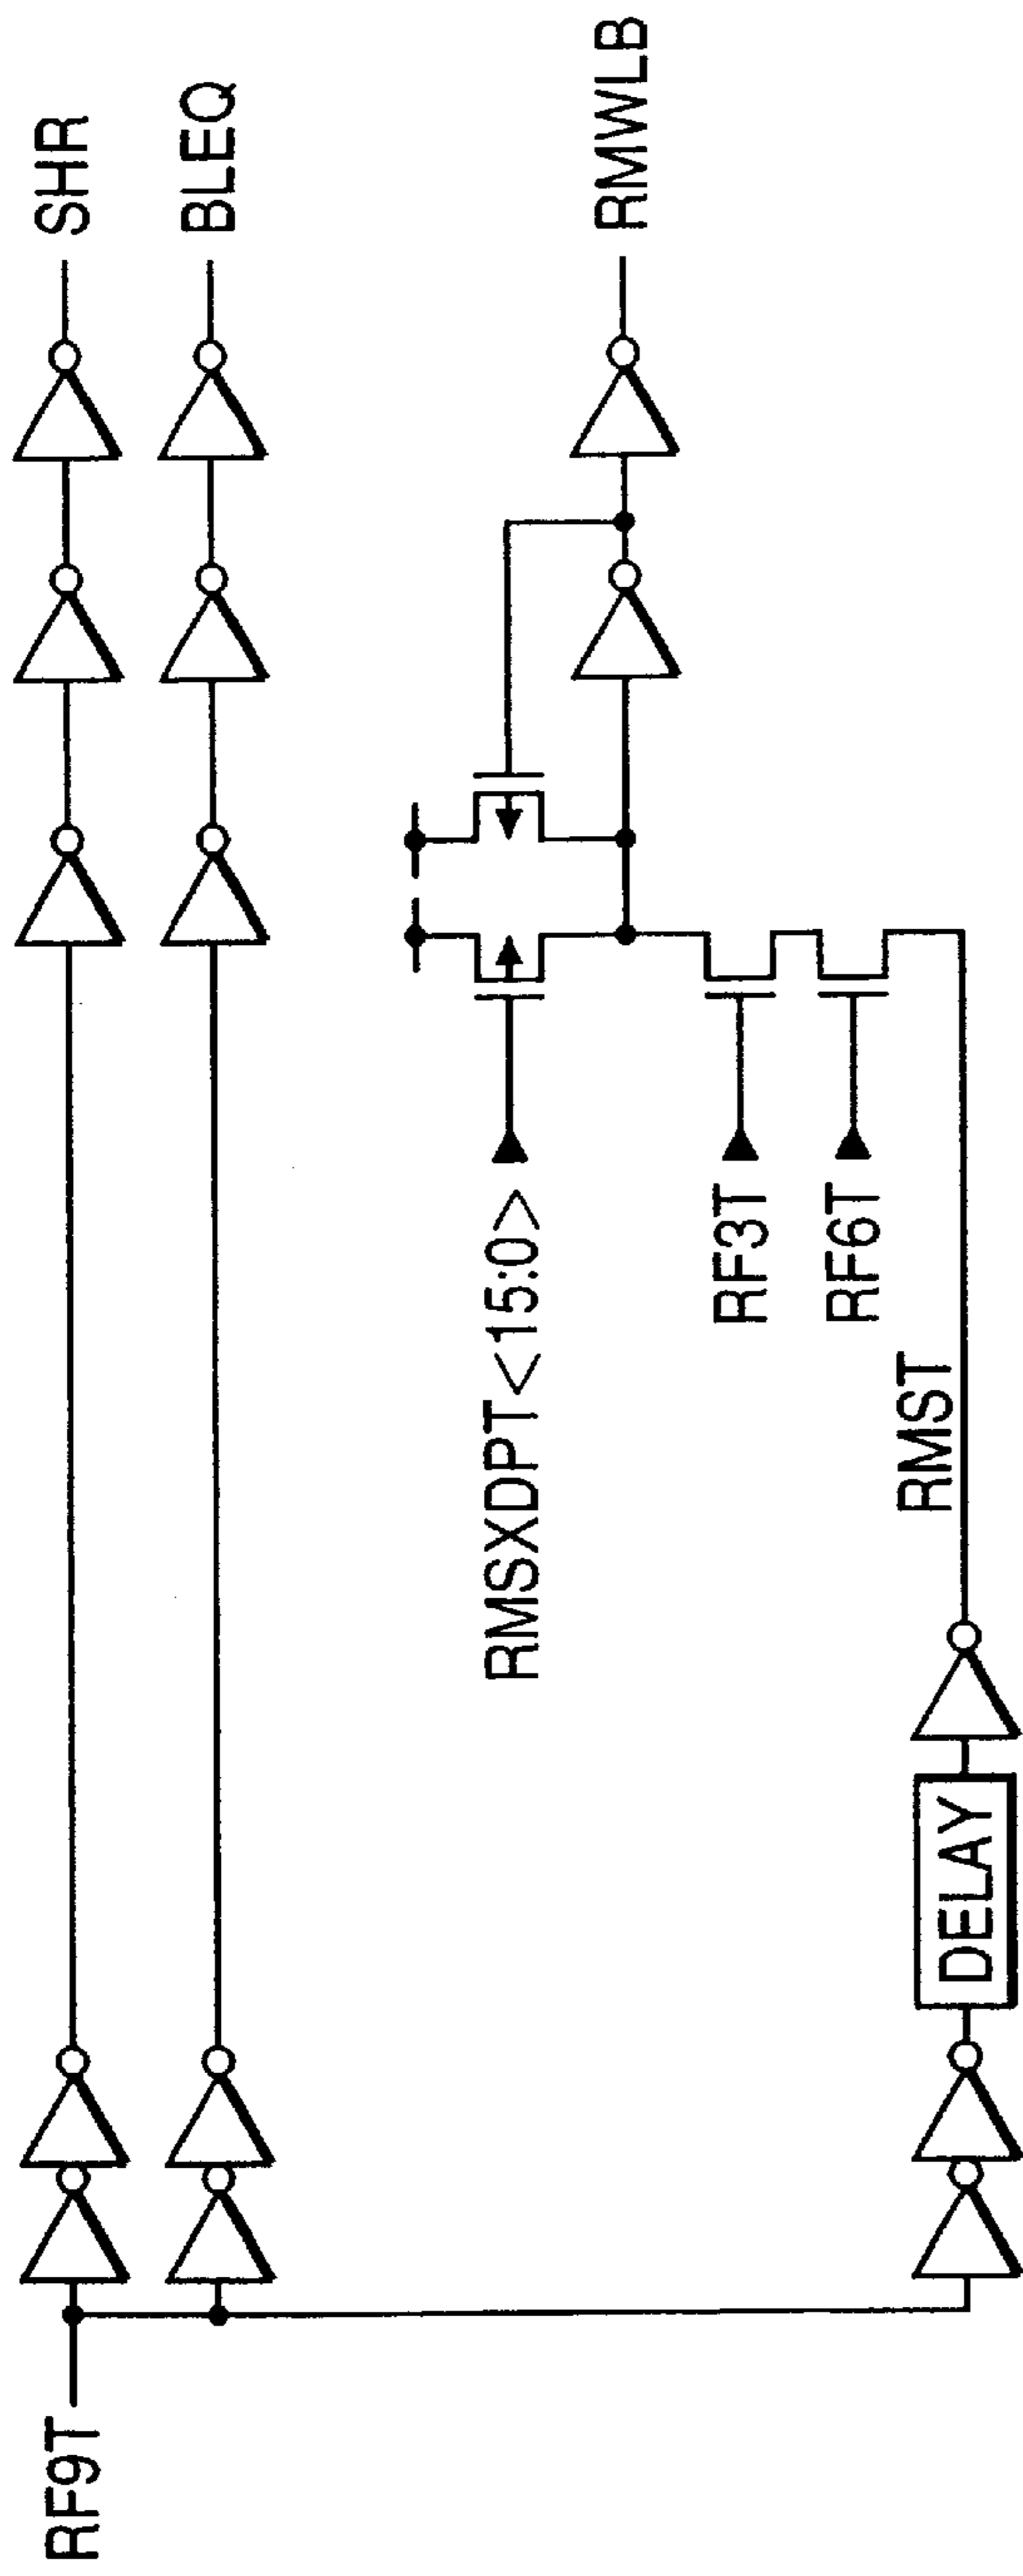 RF9T
SHR
BLEQ
RMSXDPT<15:0>
RMWLB
RF3T
RF6T
RMST
DELAY